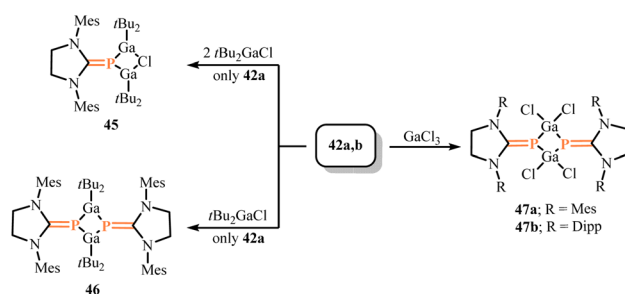 Mes
tBu2
N
Ga
P
Cl
Ga
N
Mes
tBu2
45
2 tBu2GaCl
only 42a
42a,b
GaCl3
tBu2GaCl
only 42a
Mes
tBu2
Mes
N
Ga
N
P
P
N
Ga
N
Mes
tBu2
Mes
46
R
Cl
Cl
R
N
Ga
N
P
P
N
Ga
N
R
Cl
Cl
R
47a; R = Mes
47b; R = Dipp